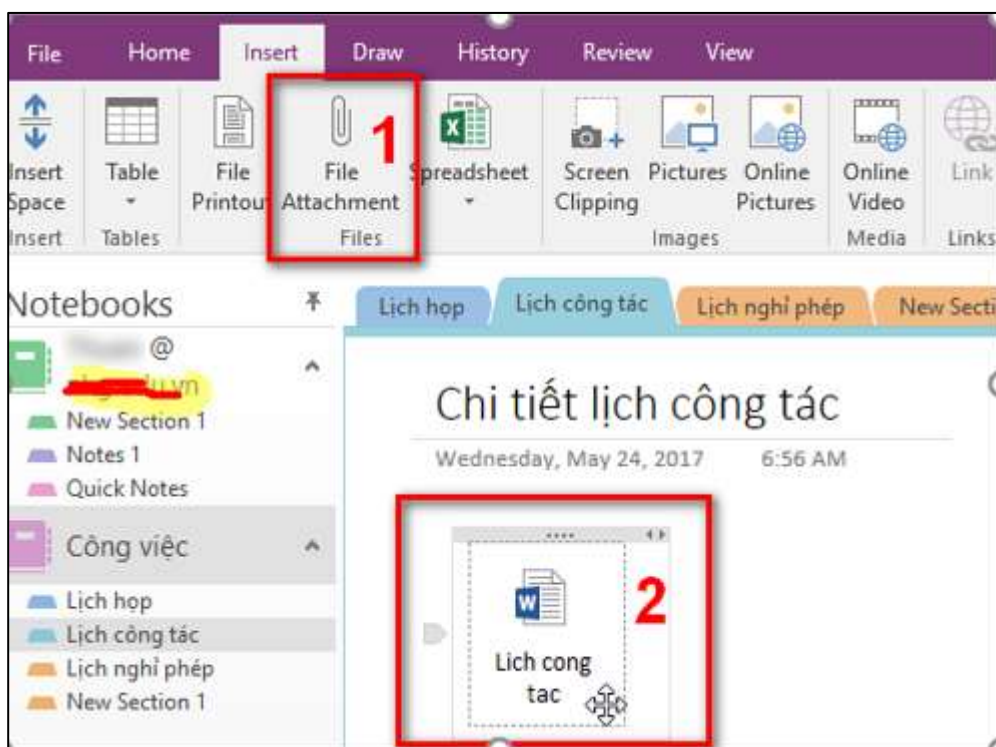 File Home Insert Draw History Review View
Insert Space
Table
File Printout
File Attachment
1
Spreadsheet
Screen Clipping
Pictures
Online Pictures
Online Video
Link
Insert Tables Files Images Media Links
Notebooks
Lịch họp Lịch công tác Lịch nghỉ phép New Secti
@
.vn
New Section 1
Notes 1
Quick Notes
Công việc
Lịch họp
Lịch công tác
Lịch nghỉ phép
New Section 1
Chi tiết lịch công tác
Wednesday, May 24, 2017 6:56 AM
2
Lich cong
tac